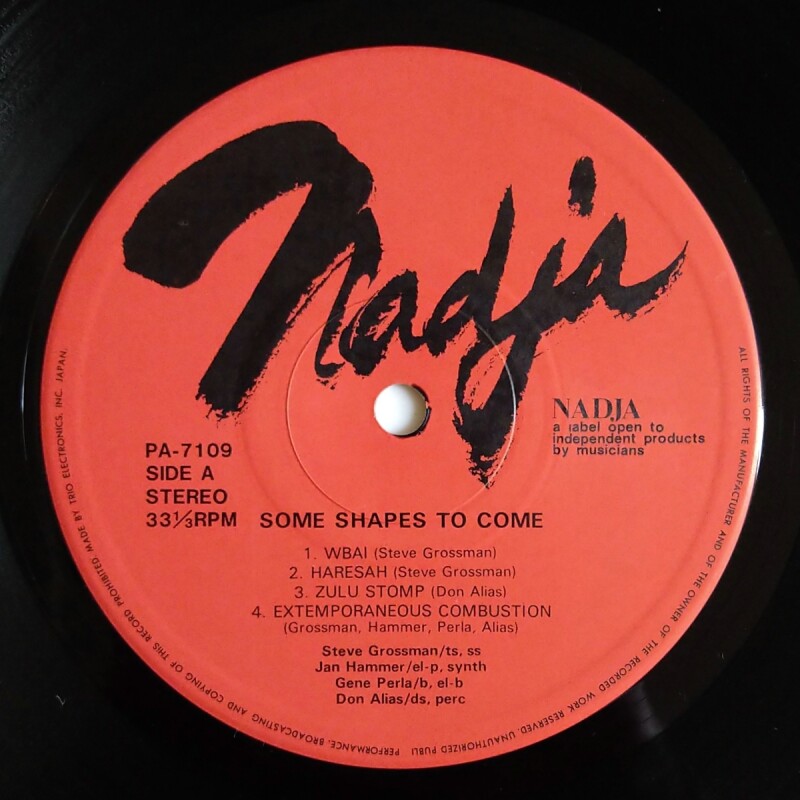 Nadja
NADJA
a label open to
independent products
by musicians
PA-7109
SIDE A
STEREO
33 1/3 RPM
SOME SHAPES TO COME
1. WBAI (Steve Grossman)
2. HARESAH (Steve Grossman)
3. ZULU STOMP (Don Alias)
4. EXTEMPORANEOUS COMBUSTION
(Grossman, Hammer, Perla, Alias)
Steve Grossman/ts, ss
Jan Hammer/el-p, synth
Gene Perla/b, el-b
Don Alias/ds, perc
ALL RIGHTS OF THE MANUFACTURER AND OF THE OWNER OF THE RECORDED WORK RESERVED. UNAUTHORIZED PUBLI PERFORMANCE, BROADCASTING AND COPYING OF THIS RECORD PROHIBITED. MADE BY TRIO ELECTRONICS, INC. JAPAN.